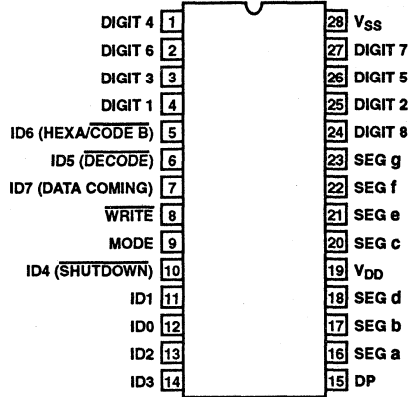 DIGIT 4 1 28 VSS
DIGIT 6 2 27 DIGIT 7
DIGIT 3 3 26 DIGIT 5
DIGIT 1 4 25 DIGIT 2
ID6 (HEXA/CODE B) 5 24 DIGIT 8
ID5 (DECODE) 6 23 SEG g
ID7 (DATA COMING) 7 22 SEG f
WRITE 8 21 SEG e
MODE 9 20 SEG c
ID4 (SHUTDOWN) 10 19 VDD
ID1 11 18 SEG d
ID0 12 17 SEG b
ID2 13 16 SEG a
ID3 14 15 DP